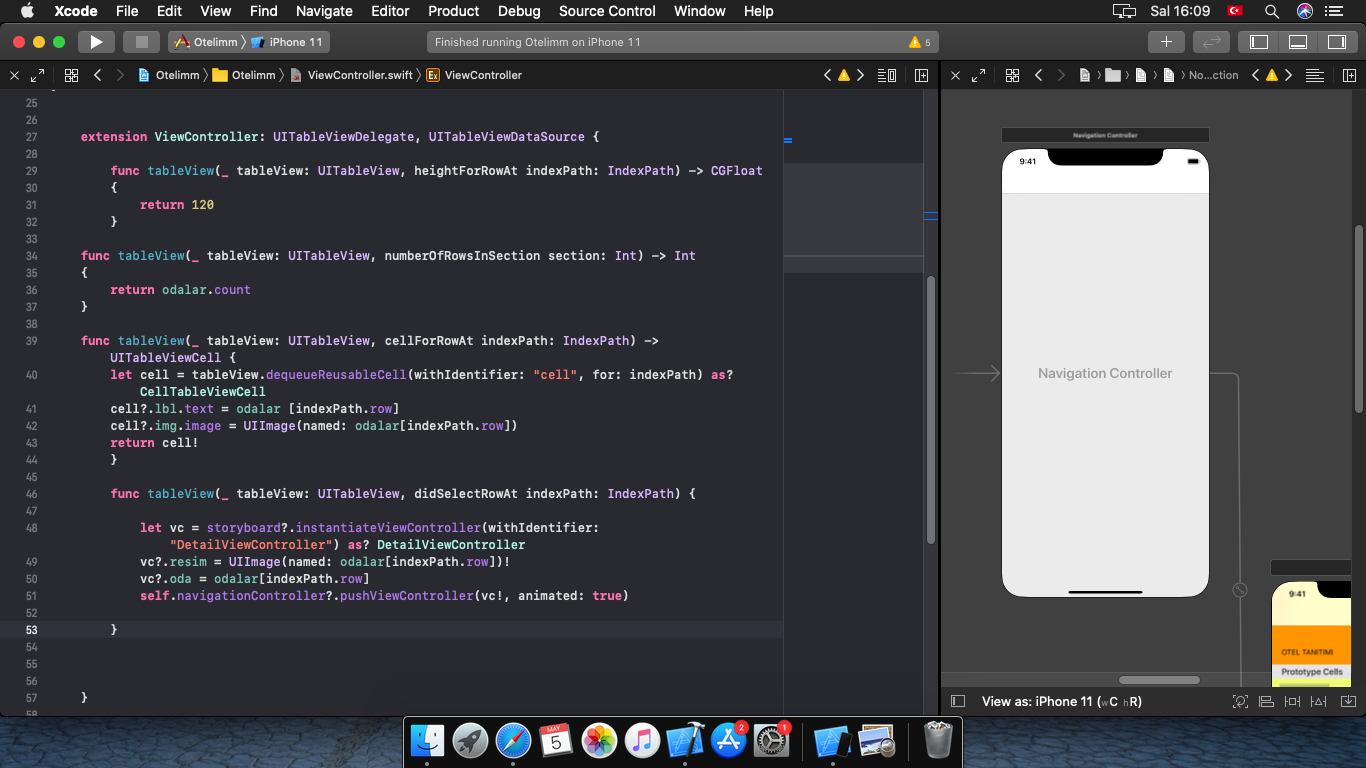 Xcode File Edit View Find Navigate Editor Product Debug Source Control Window Help Sal 16:09
Otelimm iPhone 11 Finished running Otelimm on iPhone 11 5
Otelimm Otelimm ViewController.swift Ex ViewController
No...ction
25
26
27 extension ViewController: UITableViewDelegate, UITableViewDataSource {
28
29 func tableView(_ tableView: UITableView, heightForRowAt indexPath: IndexPath) -> CGFloat
30 {
31 return 120
32 }
33
34 func tableView(_ tableView: UITableView, numberOfRowsInSection section: Int) -> Int
35 {
36 return odalar.count
37 }
38
39 func tableView(_ tableView: UITableView, cellForRowAt indexPath: IndexPath) ->
UITableViewCell {
40 let cell = tableView.dequeueReusableCell(withIdentifier: "cell", for: indexPath) as?
CellTableViewCell
41 cell?.lbl.text = odalar [indexPath.row]
42 cell?.img.image = UIImage(named: odalar[indexPath.row])
43 return cell!
44 }
45
46 func tableView(_ tableView: UITableView, didSelectRowAt indexPath: IndexPath) {
47
48 let vc = storyboard?.instantiateViewController(withIdentifier:
"DetailViewController") as? DetailViewController
49 vc?.resim = UIImage(named: odalar[indexPath.row])!
50 vc?.oda = odalar[indexPath.row]
51 self.navigationController?.pushViewController(vc!, animated: true)
52
53 }
54
55
56
57 }
58
Navigation Controller
9:41
Navigation Controller
9:41
OTEL TANITIMI
Prototype Cells
View as: iPhone 11 (wC hR)
MAY
5
2
1